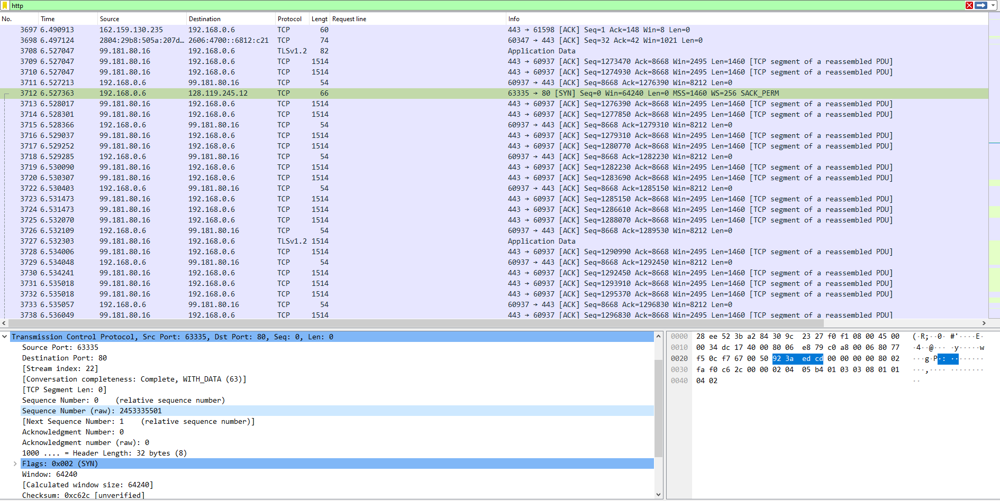 http
No. Time Source Destination Protocol Lengt Request line Info
3697 6.490913 162.159.130.235 192.168.0.6 TCP 60 443 → 61598 [ACK] Seq=1 Ack=148 Win=8 Len=0
3698 6.497124 2804:29b8:505a:207d… 2606:4700::6812:c21 TCP 74 60347 → 443 [ACK] Seq=32 Ack=42 Win=1021 Len=0
3708 6.527047 99.181.80.16 192.168.0.6 TLSv1.2 82 Application Data
3709 6.527047 99.181.80.16 192.168.0.6 TCP 1514 443 → 60937 [ACK] Seq=1273470 Ack=8668 Win=2495 Len=1460 [TCP segment of a reassembled PDU]
3710 6.527047 99.181.80.16 192.168.0.6 TCP 1514 443 → 60937 [ACK] Seq=1274930 Ack=8668 Win=2495 Len=1460 [TCP segment of a reassembled PDU]
3711 6.527213 192.168.0.6 99.181.80.16 TCP 54 60937 → 443 [ACK] Seq=8668 Ack=1276390 Win=8212 Len=0
3712 6.527363 192.168.0.6 128.119.245.12 TCP 66 63335 → 80 [SYN] Seq=0 Win=64240 Len=0 MSS=1460 WS=256 SACK_PERM
3713 6.528017 99.181.80.16 192.168.0.6 TCP 1514 443 → 60937 [ACK] Seq=1276390 Ack=8668 Win=2495 Len=1460 [TCP segment of a reassembled PDU]
3714 6.528301 99.181.80.16 192.168.0.6 TCP 1514 443 → 60937 [ACK] Seq=1277850 Ack=8668 Win=2495 Len=1460 [TCP segment of a reassembled PDU]
3715 6.528366 192.168.0.6 99.181.80.16 TCP 54 60937 → 443 [ACK] Seq=8668 Ack=1279310 Win=8212 Len=0
3716 6.529037 99.181.80.16 192.168.0.6 TCP 1514 443 → 60937 [ACK] Seq=1279310 Ack=8668 Win=2495 Len=1460 [TCP segment of a reassembled PDU]
3717 6.529252 99.181.80.16 192.168.0.6 TCP 1514 443 → 60937 [ACK] Seq=1280770 Ack=8668 Win=2495 Len=1460 [TCP segment of a reassembled PDU]
3718 6.529285 192.168.0.6 99.181.80.16 TCP 54 60937 → 443 [ACK] Seq=8668 Ack=1282230 Win=8212 Len=0
3719 6.530090 99.181.80.16 192.168.0.6 TCP 1514 443 → 60937 [ACK] Seq=1282230 Ack=8668 Win=2495 Len=1460 [TCP segment of a reassembled PDU]
3720 6.530307 99.181.80.16 192.168.0.6 TCP 1514 443 → 60937 [ACK] Seq=1283690 Ack=8668 Win=2495 Len=1460 [TCP segment of a reassembled PDU]
3722 6.530403 192.168.0.6 99.181.80.16 TCP 54 60937 → 443 [ACK] Seq=8668 Ack=1285150 Win=8212 Len=0
3723 6.531473 99.181.80.16 192.168.0.6 TCP 1514 443 → 60937 [ACK] Seq=1285150 Ack=8668 Win=2495 Len=1460 [TCP segment of a reassembled PDU]
3724 6.531473 99.181.80.16 192.168.0.6 TCP 1514 443 → 60937 [ACK] Seq=1286610 Ack=8668 Win=2495 Len=1460 [TCP segment of a reassembled PDU]
3725 6.532070 99.181.80.16 192.168.0.6 TCP 1514 443 → 60937 [ACK] Seq=1288070 Ack=8668 Win=2495 Len=1460 [TCP segment of a reassembled PDU]
3726 6.532109 192.168.0.6 99.181.80.16 TCP 54 60937 → 443 [ACK] Seq=8668 Ack=1289530 Win=8212 Len=0
3727 6.532303 99.181.80.16 192.168.0.6 TLSv1.2 1514 Application Data
3728 6.534006 99.181.80.16 192.168.0.6 TCP 1514 443 → 60937 [ACK] Seq=1290990 Ack=8668 Win=2495 Len=1460 [TCP segment of a reassembled PDU]
3729 6.534048 192.168.0.6 99.181.80.16 TCP 54 60937 → 443 [ACK] Seq=8668 Ack=1292450 Win=8212 Len=0
3730 6.534241 99.181.80.16 192.168.0.6 TCP 1514 443 → 60937 [ACK] Seq=1292450 Ack=8668 Win=2495 Len=1460 [TCP segment of a reassembled PDU]
3731 6.535018 99.181.80.16 192.168.0.6 TCP 1514 443 → 60937 [ACK] Seq=1293910 Ack=8668 Win=2495 Len=1460 [TCP segment of a reassembled PDU]
3732 6.535018 99.181.80.16 192.168.0.6 TCP 1514 443 → 60937 [ACK] Seq=1295370 Ack=8668 Win=2495 Len=1460 [TCP segment of a reassembled PDU]
3733 6.535057 192.168.0.6 99.181.80.16 TCP 54 60937 → 443 [ACK] Seq=8668 Ack=1296830 Win=8212 Len=0
3738 6.536049 99.181.80.16 192.168.0.6 TCP 1514 443 → 60937 [ACK] Seq=1296830 Ack=8668 Win=2495 Len=1460 [TCP segment of a reassembled PDU]
Transmission Control Protocol, Src Port: 63335, Dst Port: 80, Seq: 0, Len: 0
Source Port: 63335
Destination Port: 80
[Stream index: 22]
[Conversation completeness: Complete, WITH_DATA (63)]
[TCP Segment Len: 0]
Sequence Number: 0 (relative sequence number)
Sequence Number (raw): 2453335501
[Next Sequence Number: 1 (relative sequence number)]
Acknowledgment Number: 0
Acknowledgment number (raw): 0
1000 .... = Header Length: 32 bytes (8)
Flags: 0x002 (SYN)
Window: 64240
[Calculated window size: 64240]
Checksum: 0xc62c [unverified]
0000 28 ee 52 3b a2 84 30 9c 23 27 f0 f1 08 00 45 00 (·R;··0· #'····E·
0010 00 34 dc 17 40 00 80 06 e8 79 c0 a8 00 06 80 77 ·4··@··· ·y·····w
0020 f5 0c f7 67 00 50 92 3a ed cd 00 00 00 00 80 02 ···g·P·: ········
0030 fa f0 c6 2c 00 00 02 04 05 b4 01 03 03 08 01 01 ···,···· ········
0040 04 02 ··